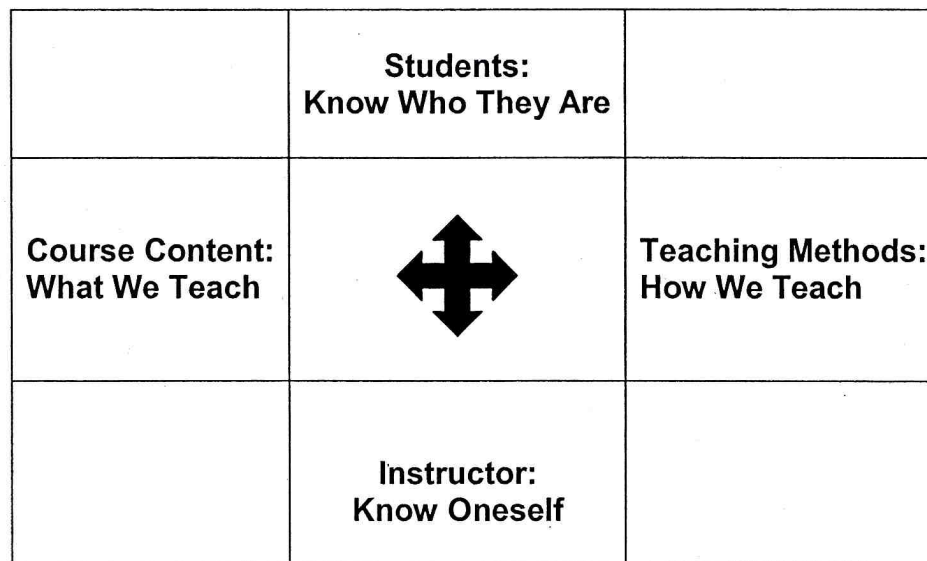 Students:
Know Who They Are
Course Content:
What We Teach
Teaching Methods:
How We Teach
Instructor:
Know Oneself